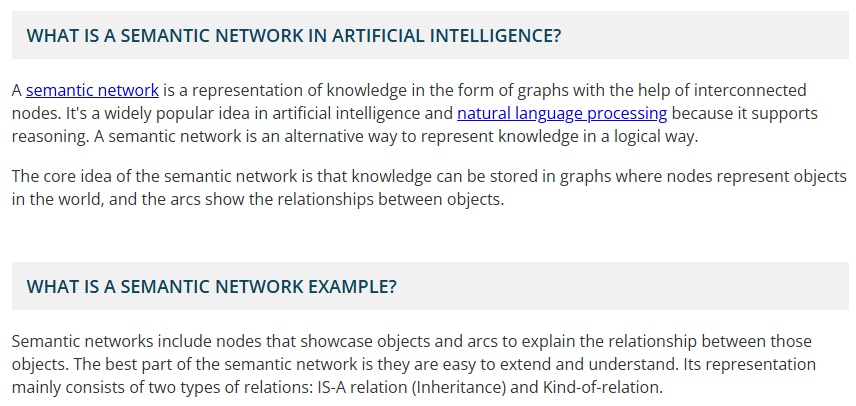 WHAT IS A SEMANTIC NETWORK IN ARTIFICIAL INTELLIGENCE?
A semantic network is a representation of knowledge in the form of graphs with the help of interconnected
nodes. It's a widely popular idea in artificial intelligence and natural language processing because it supports
reasoning. A semantic network is an alternative way to represent knowledge in a logical way.
The core idea of the semantic network is that knowledge can be stored in graphs where nodes represent objects
in the world, and the arcs show the relationships between objects.
WHAT IS A SEMANTIC NETWORK EXAMPLE?
Semantic networks include nodes that showcase objects and arcs to explain the relationship between those
objects. The best part of the semantic network is they are easy to extend and understand. Its representation
mainly consists of two types of relations: IS-A relation (Inheritance) and Kind-of-relation.